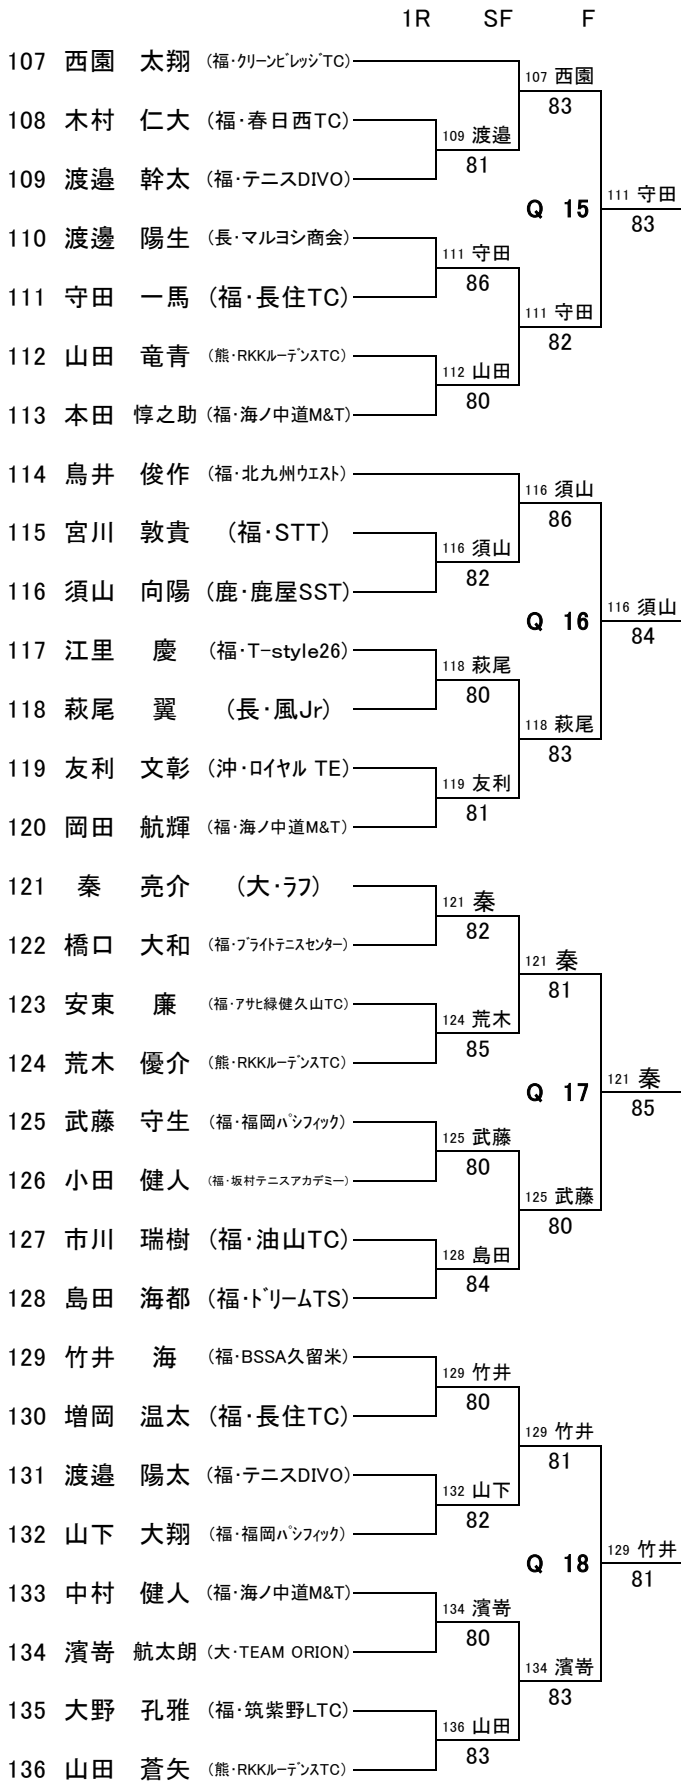 1R SF F
107 西園 太翔 (福・クリーンビレッジTC)
107 西園
83
108 木村 仁大 (福・春日西TC)
109 渡邉
81
109 渡邉 幹太 (福・テニスDIVO)
Q 15
111 守田
83
110 渡邊 陽生 (長・マルヨシ商会)
111 守田
86
111 守田 一馬 (福・長住TC)
111 守田
82
112 山田 竜青 (熊・RKKルーデンスTC)
112 山田
80
113 本田 惇之助 (福・海ノ中道M&T)
114 鳥井 俊作 (福・北九州ウエスト)
116 須山
86
115 宮川 敦貴 (福・STT)
116 須山
82
116 須山 向陽 (鹿・鹿屋SST)
Q 16
116 須山
84
117 江里 慶 (福・T-style26)
118 萩尾
80
118 萩尾 翼 (長・風Jr)
118 萩尾
83
119 友利 文彰 (沖・ロイヤル TE)
119 友利
81
120 岡田 航輝 (福・海ノ中道M&T)
121 秦 亮介 (大・ラフ)
121 秦
82
122 橋口 大和 (福・ブライトテニスセンター)
121 秦
81
123 安東 廉 (福・アサヒ緑健久山TC)
124 荒木
85
124 荒木 優介 (熊・RKKルーデンスTC)
Q 17
121 秦
85
125 武藤 守生 (福・福岡パシフィック)
125 武藤
80
126 小田 健人 (福・坂村テニスアカデミー)
125 武藤
80
127 市川 瑞樹 (福・油山TC)
128 島田
84
128 島田 海都 (福・ドリームTS)
129 竹井 海 (福・BSSA久留米)
129 竹井
80
130 増岡 温太 (福・長住TC)
129 竹井
81
131 渡邉 陽太 (福・テニスDIVO)
132 山下
82
132 山下 大翔 (福・福岡パシフィック)
Q 18
129 竹井
81
133 中村 健人 (福・海ノ中道M&T)
134 濱嵜
80
134 濱嵜 航太朗 (大・TEAM ORION)
134 濱嵜
83
135 大野 孔雅 (福・筑紫野LTC)
136 山田
83
136 山田 蒼矢 (熊・RKKルーデンスTC)